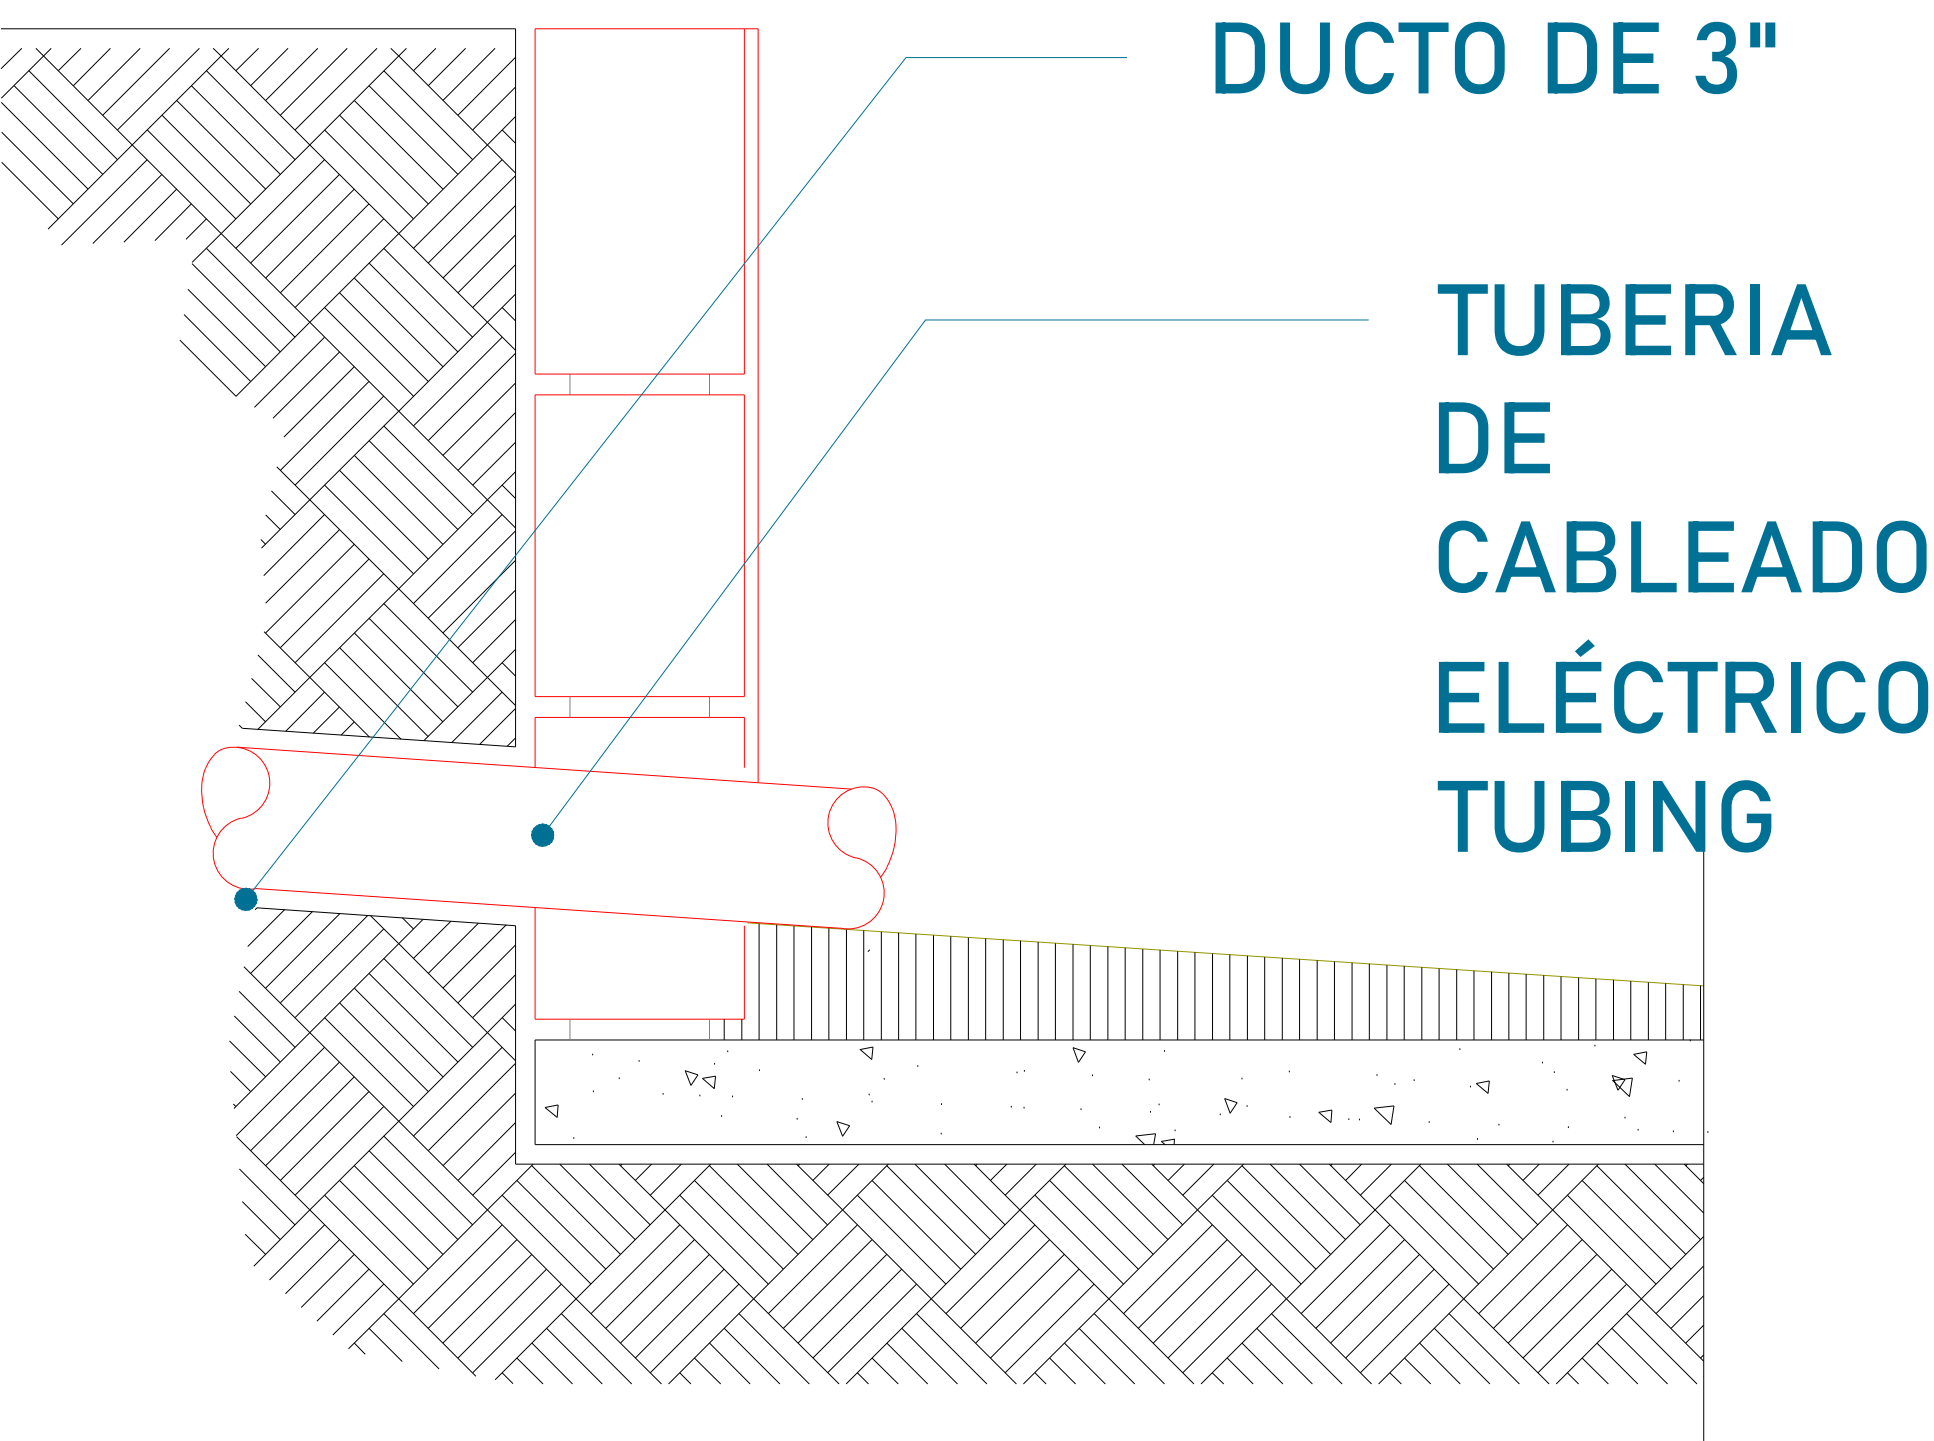 DUCTO DE 3"
TUBERIA
DE
CABLEADO
ELÉCTRICO
TUBING